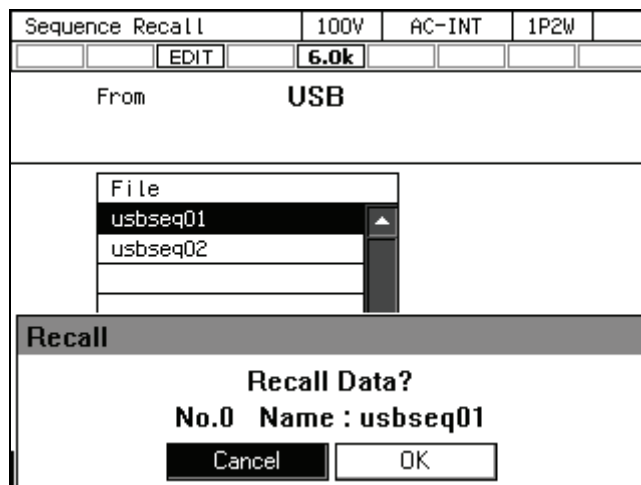 Sequence Recall 100V AC-INT 1P2W
EDIT 6.0k
From USB
File
usbseq01
usbseq02
Recall
Recall Data?
No.0 Name : usbseq01
Cancel OK